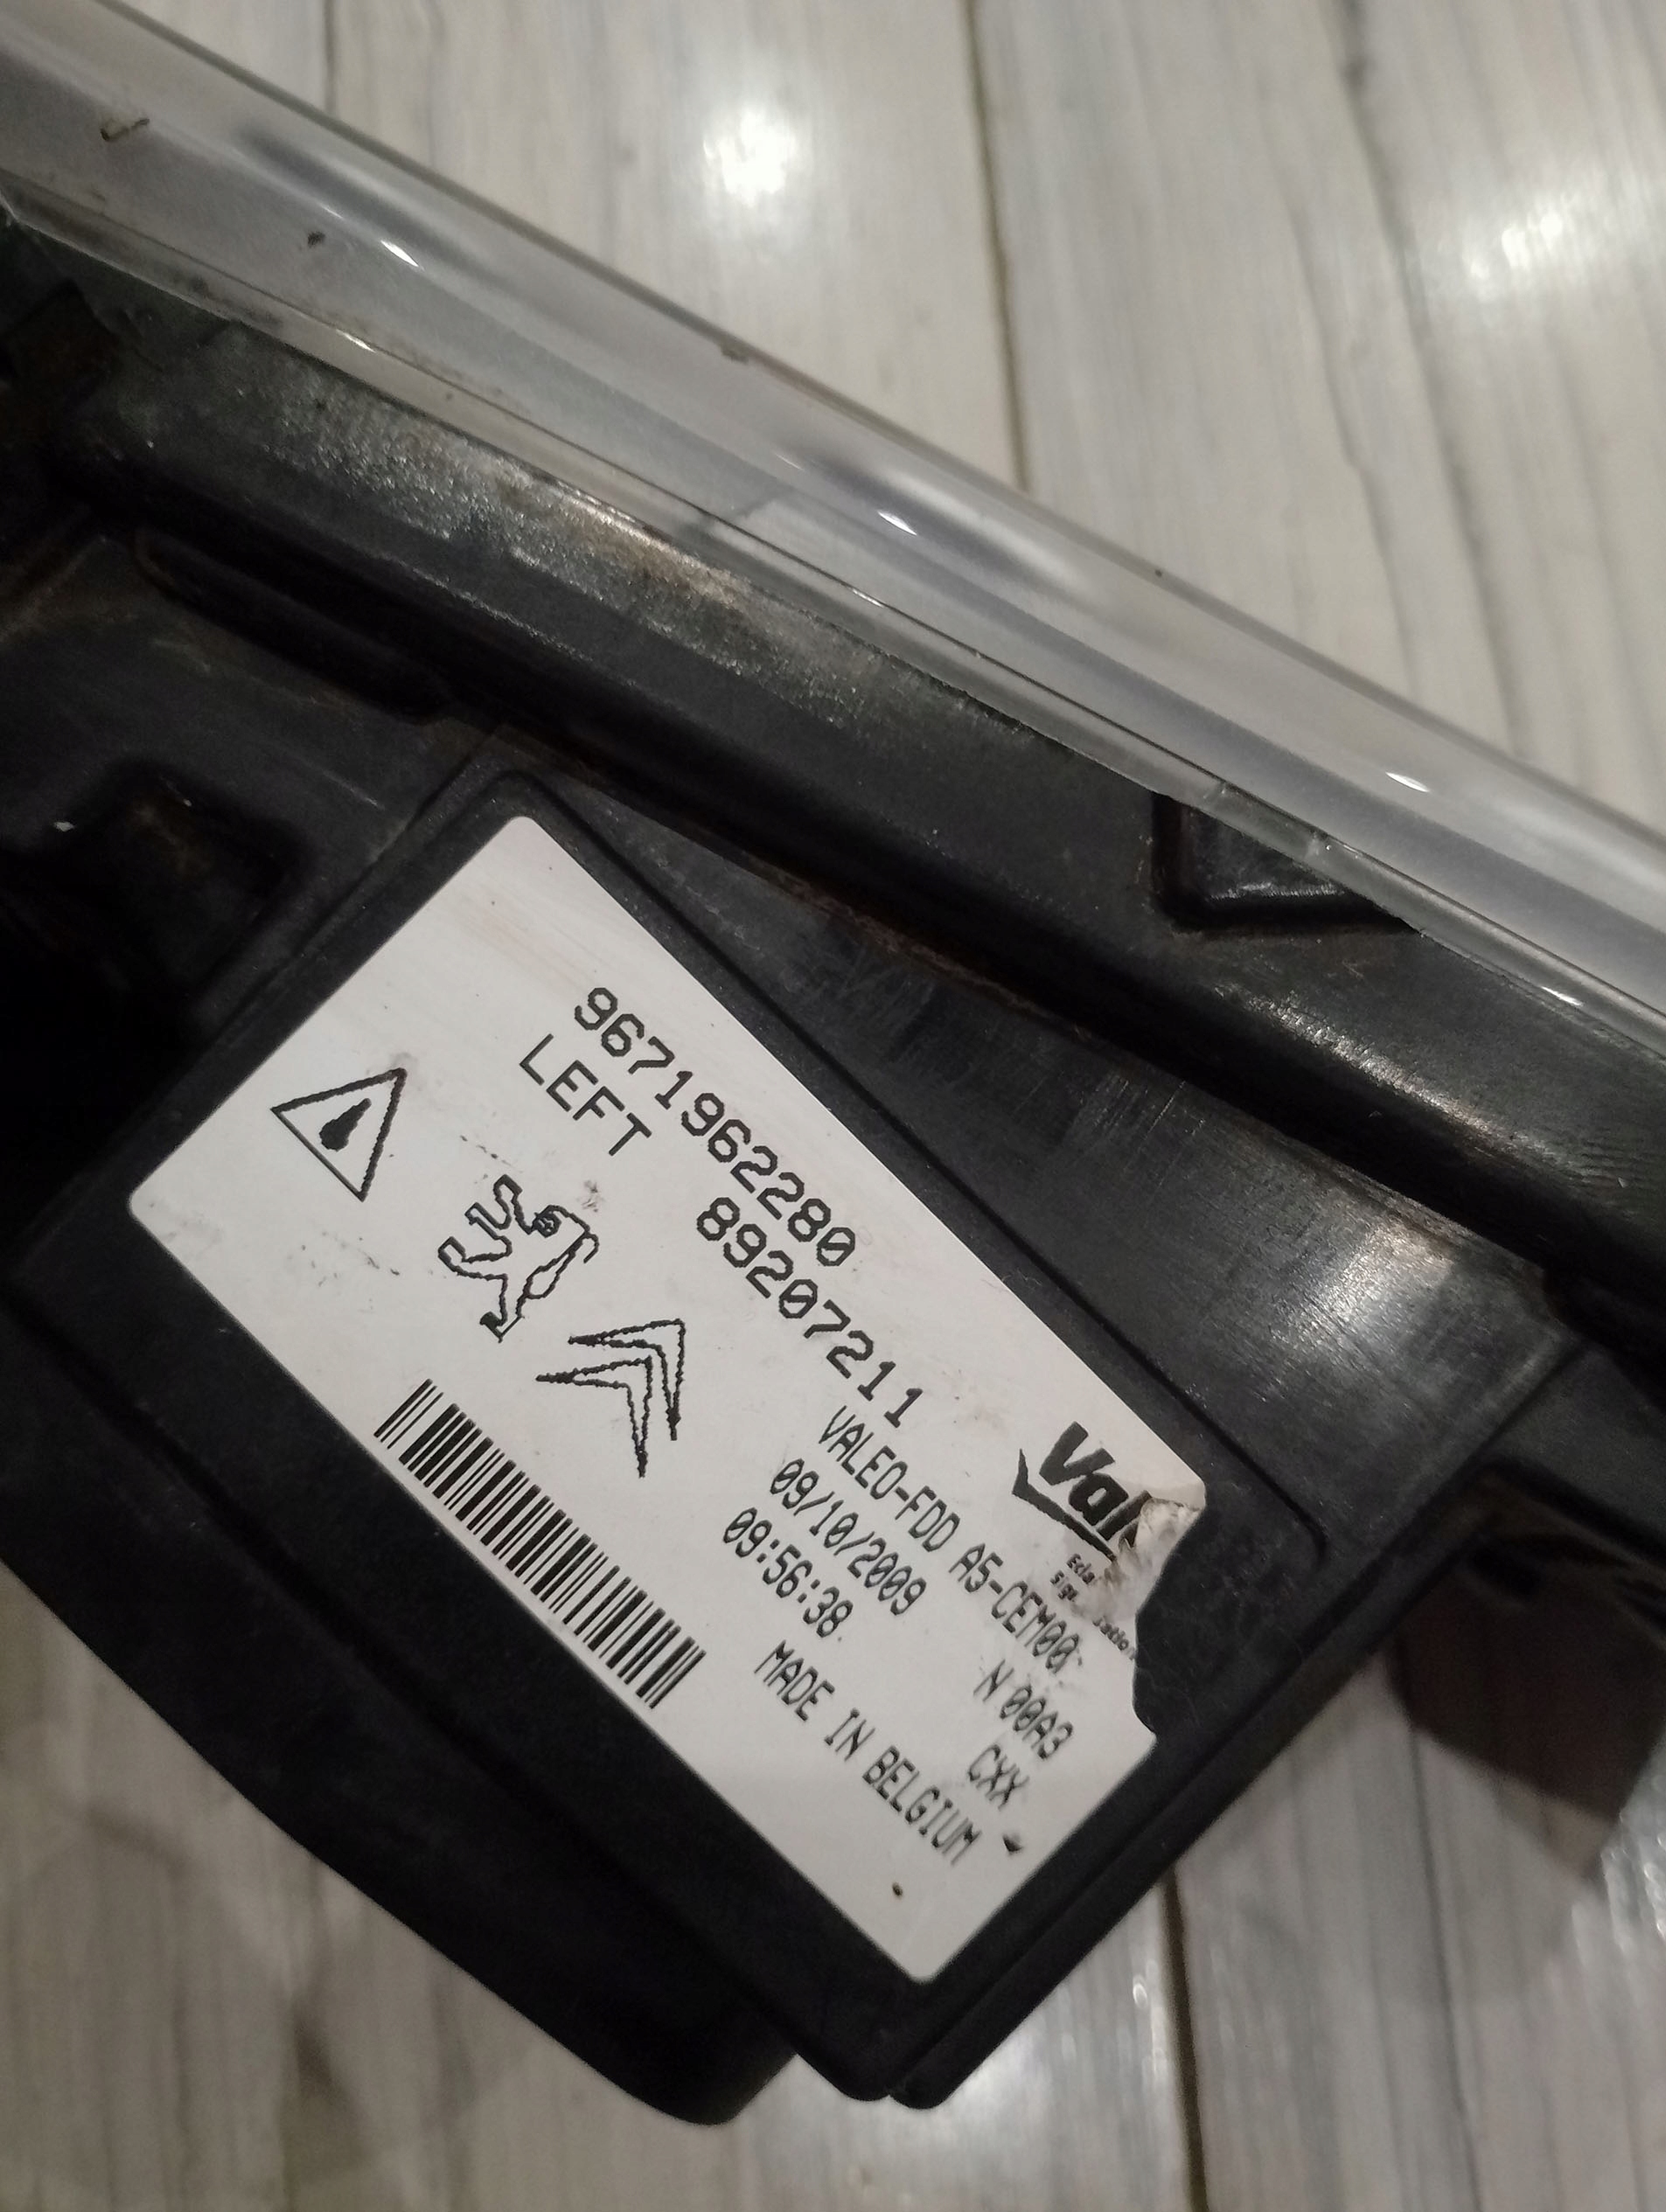 9671962280
LEFT 89207211
VALEO-FDD A5-CEM00
09/10/2009 N 00A3
09:56:38 CXX
MADE IN BELGIUM